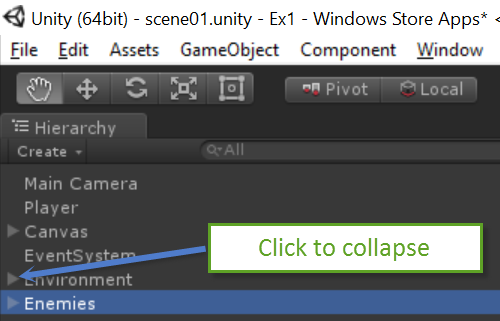 Unity (64bit) - scene01.unity - Ex1 - Windows Store Apps* <
File Edit Assets GameObject Component Window
Pivot Local
Hierarchy
Create All
Main Camera
Player
Canvas
EventSystem
Click to collapse
Environment
Enemies